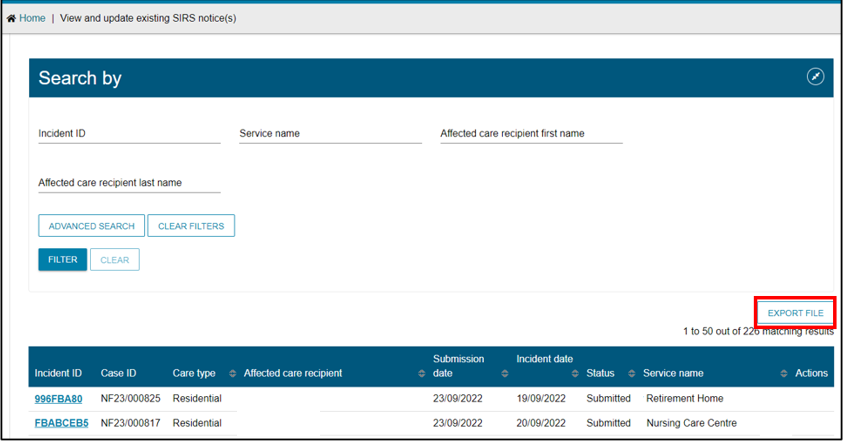 Home | View and update existing SIRS notice(s)
Search by
Incident ID Service name Affected care recipient first name
Affected care recipient last name
ADVANCED SEARCH CLEAR FILTERS
FILTER CLEAR
EXPORT FILE
1 to 50 out of 226 matching results
Incident ID Case ID Care type Affected care recipient Submission date Incident date Status Service name Actions
996FBA80 NF23/000825 Residential 23/09/2022 19/09/2022 Submitted Retirement Home
FBABCEB5 NF23/000817 Residential 23/09/2022 20/09/2022 Submitted Nursing Care Centre